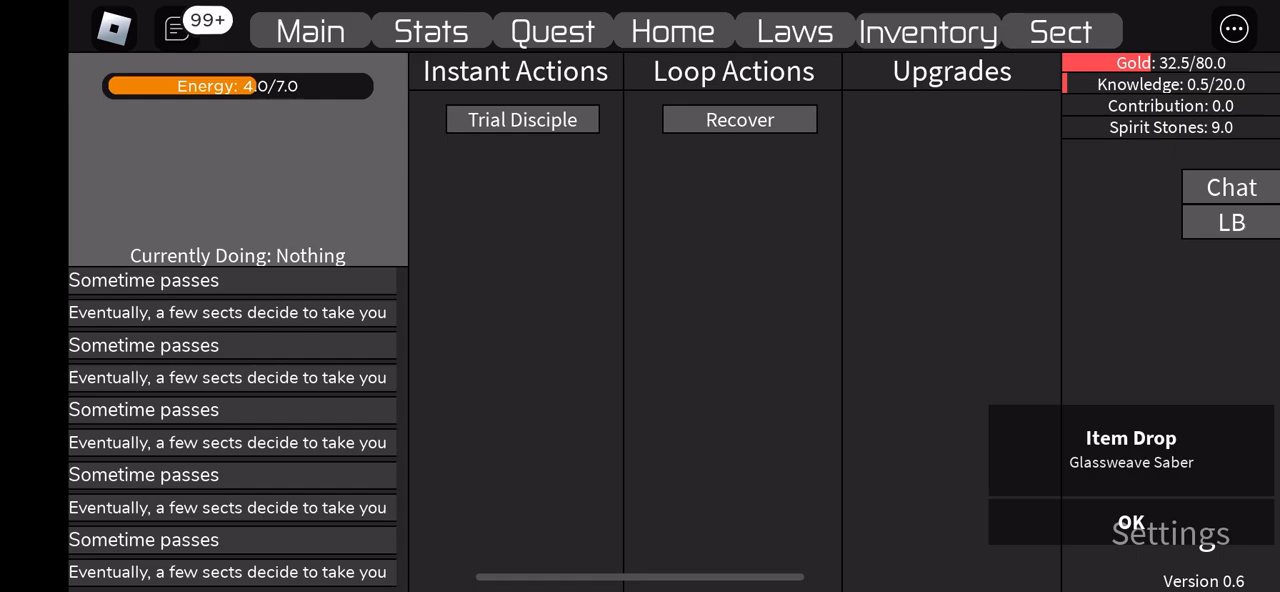 99+
Main
Stats
Quest
Home
Laws
Inventory
Sect
Energy: 4.0/7.0
Currently Doing: Nothing
Sometime passes
Eventually, a few sects decide to take you
Sometime passes
Eventually, a few sects decide to take you
Sometime passes
Eventually, a few sects decide to take you
Sometime passes
Eventually, a few sects decide to take you
Sometime passes
Eventually, a few sects decide to take you
Instant Actions
Trial Disciple
Loop Actions
Recover
Upgrades
Gold: 32.5/80.0
Knowledge: 0.5/20.0
Contribution: 0.0
Spirit Stones: 9.0
Chat
LB
Item Drop
Glassweave Saber
OK
Settings
Version 0.6